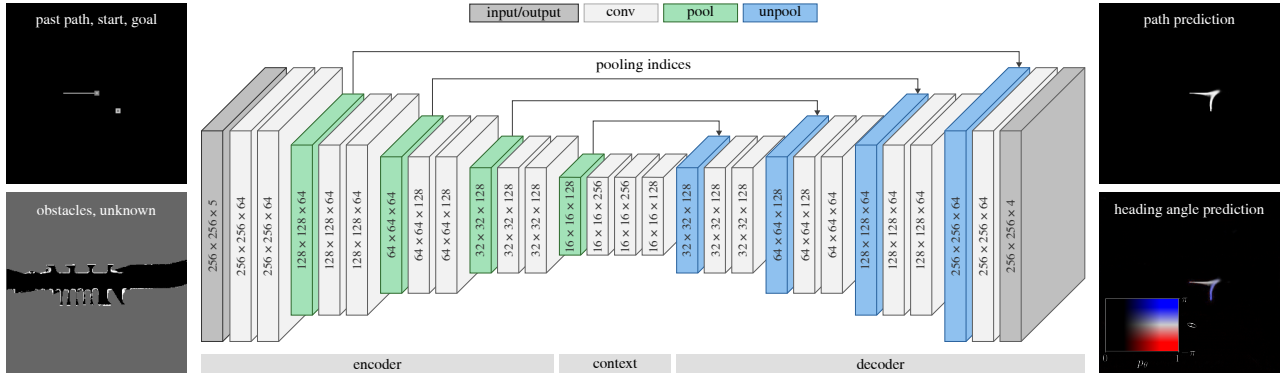 input/output
conv
pool
unpool
past path, start, goal
obstacles, unknown
pooling indices
256 × 256 × 5
256 × 256 × 64
256 × 256 × 64
128 × 128 × 64
128 × 128 × 64
128 × 128 × 64
64 × 64 × 64
64 × 64 × 128
64 × 64 × 128
32 × 32 × 128
32 × 32 × 128
32 × 32 × 128
16 × 16 × 128
16 × 16 × 256
16 × 16 × 256
16 × 16 × 128
32 × 32 × 128
32 × 32 × 128
32 × 32 × 128
64 × 64 × 128
64 × 64 × 64
64 × 64 × 64
128 × 128 × 64
128 × 128 × 64
128 × 128 × 64
256 × 256 × 64
256 × 256 × 64
256 × 256 × 4
encoder
context
decoder
path prediction
heading angle prediction
π
θ
-π
0
1